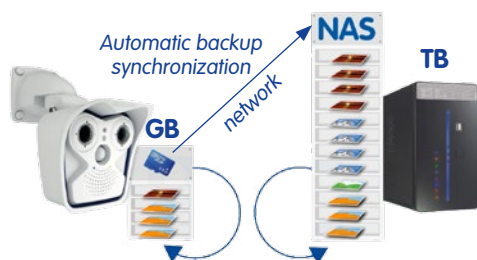 NAS
Automatic backup
synchronization
TB
network
GB